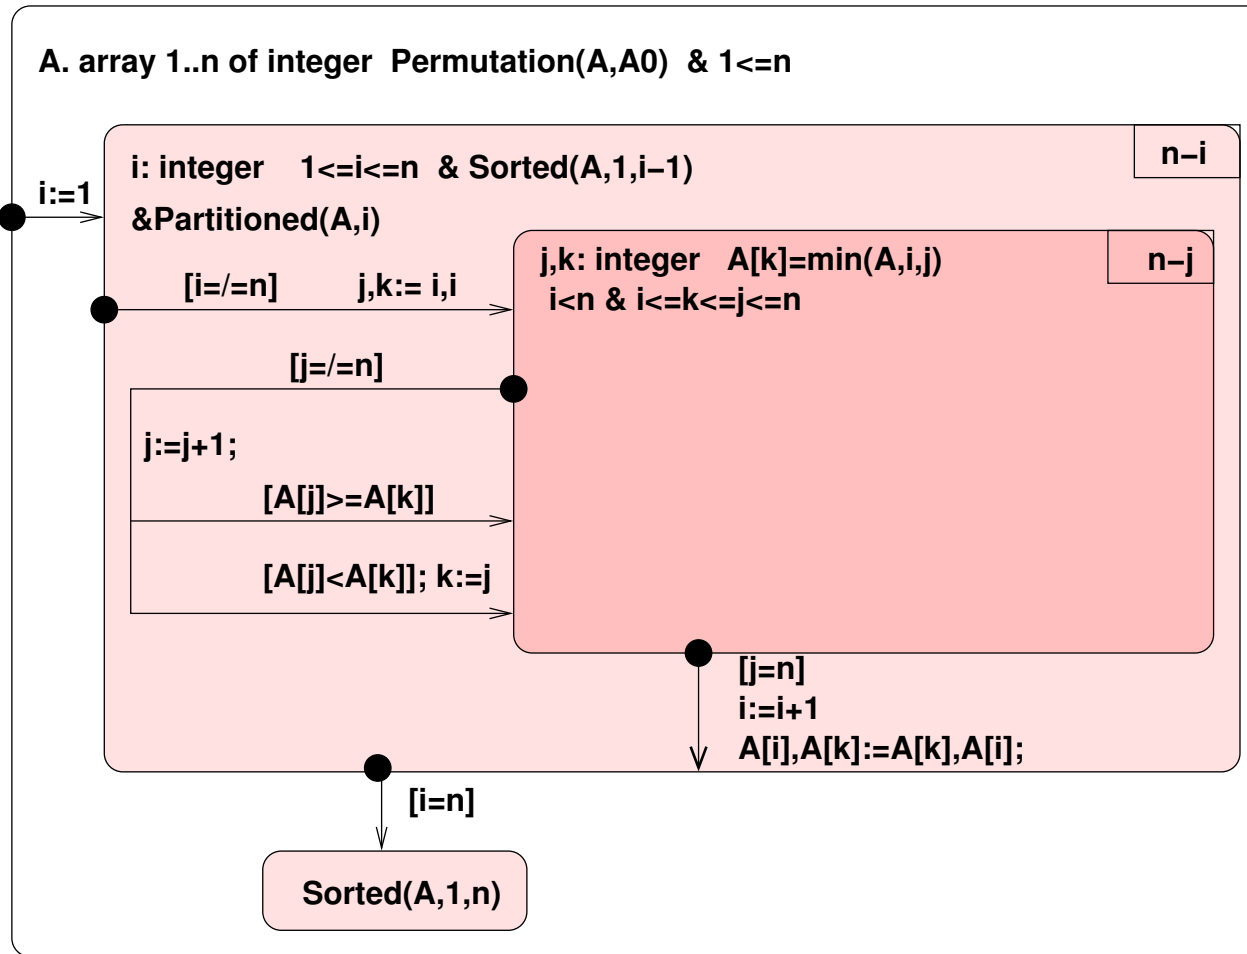 A. array 1..n of integer  Permutation(A,A0)  & 1<=n
n−i
i: integer    1<=i<=n  & Sorted(A,1,i−1)
i:=1
&Partitioned(A,i)
j,k: integer   A[k]=min(A,i,j)
n−j
[i=/=n]
j,k:= i,i
i<n & i<=k<=j<=n
[j=/=n]
j:=j+1;
[A[j]>=A[k]]
[A[j]<A[k]]; k:=j
[j=n]
i:=i+1
A[i],A[k]:=A[k],A[i];
[i=n]
Sorted(A,1,n)